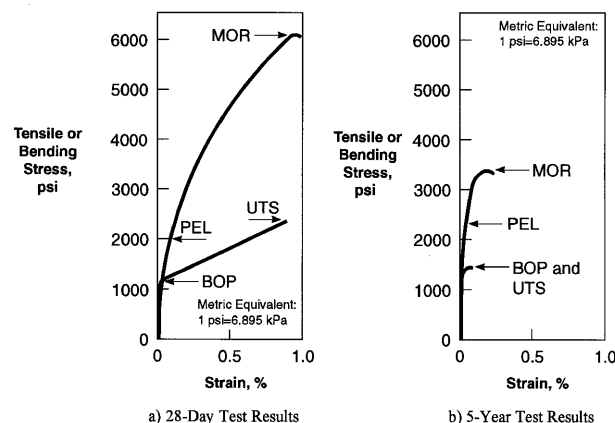 6000
5000
4000
3000
2000
1000
0
Tensile or
Bending
Stress,
psi
MOR
PEL
UTS
BOP
Metric Equivalent:
1 psi=6.895 kPa
0
0.5
1.0
Strain, %
a) 28-Day Test Results
6000
5000
4000
3000
2000
1000
0
Tensile or
Bending
Stress,
psi
Metric Equivalent:
1 psi=6.895 kPa
MOR
PEL
BOP and
UTS
0
0.5
1.0
Strain, %
b) 5-Year Test Results